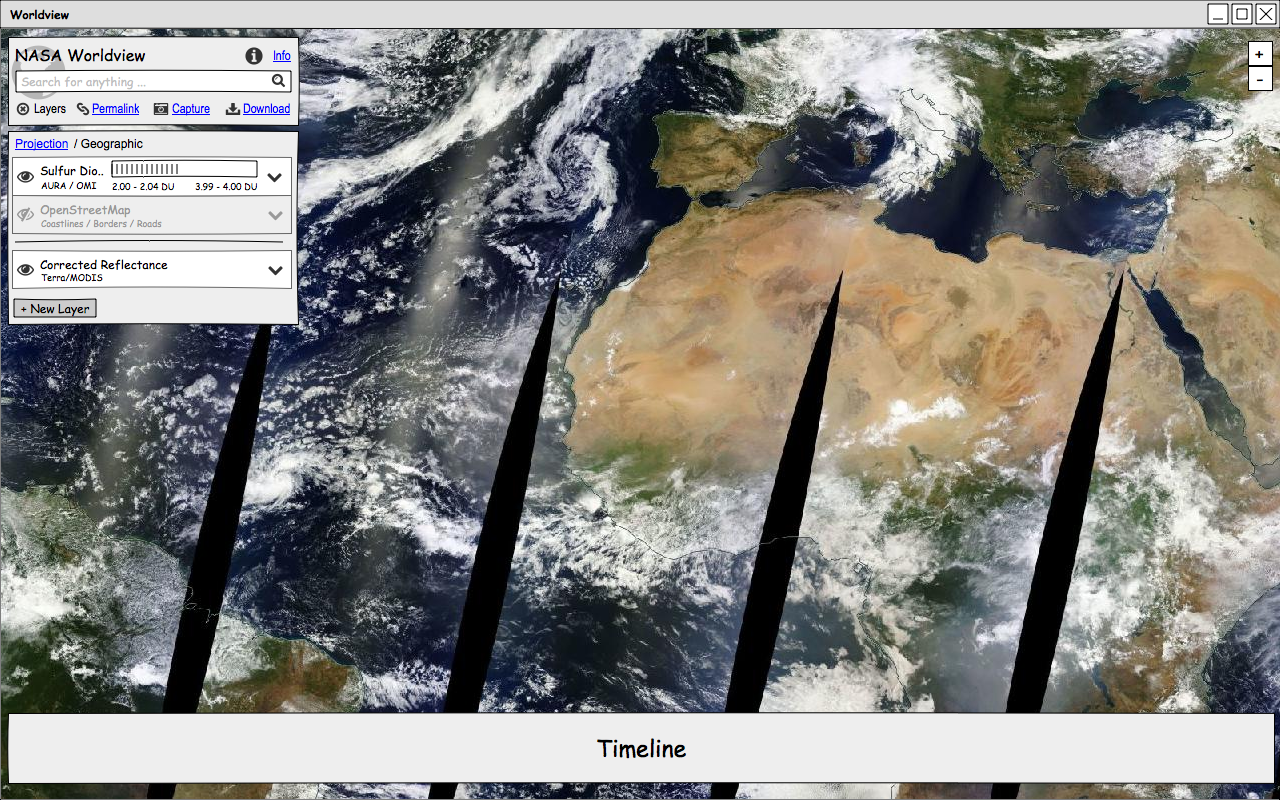 Worldview
NASA Worldview Info
Search for anything ...
Layers Permalink Capture Download
Projection / Geographic
Sulfur Dio..
AURA / OMI 2.00 - 2.04 DU 3.99 - 4.00 DU
OpenStreetMap
Coastlines / Borders / Roads
Corrected Reflectance
Terra/MODIS
+ New Layer
+
-
Timeline